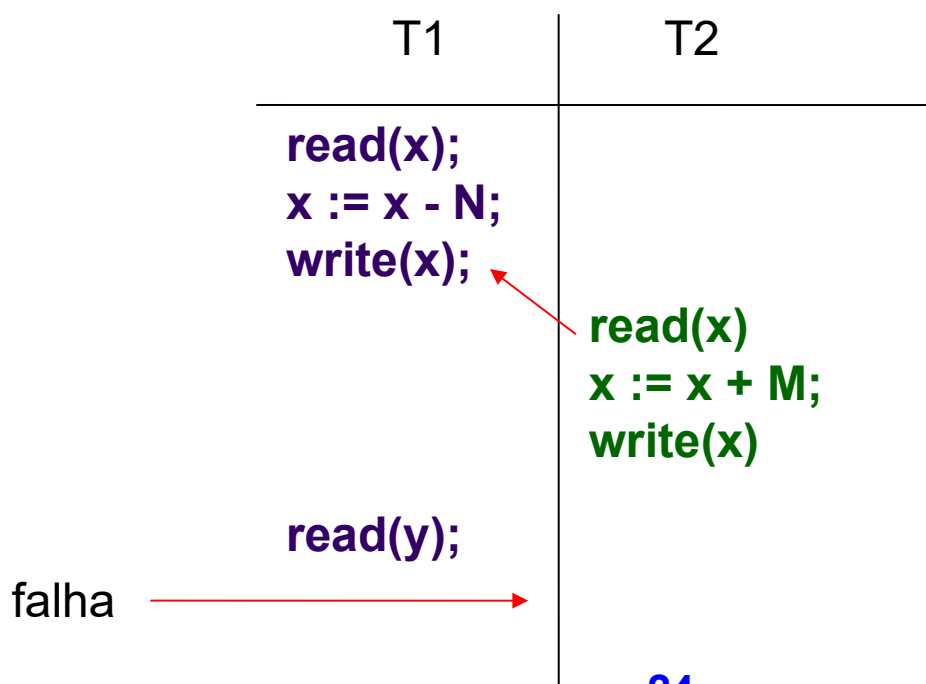 T1 T2
read(x);
x := x - N;
write(x);
read(x)
x := x + M;
write(x)
read(y);
falha